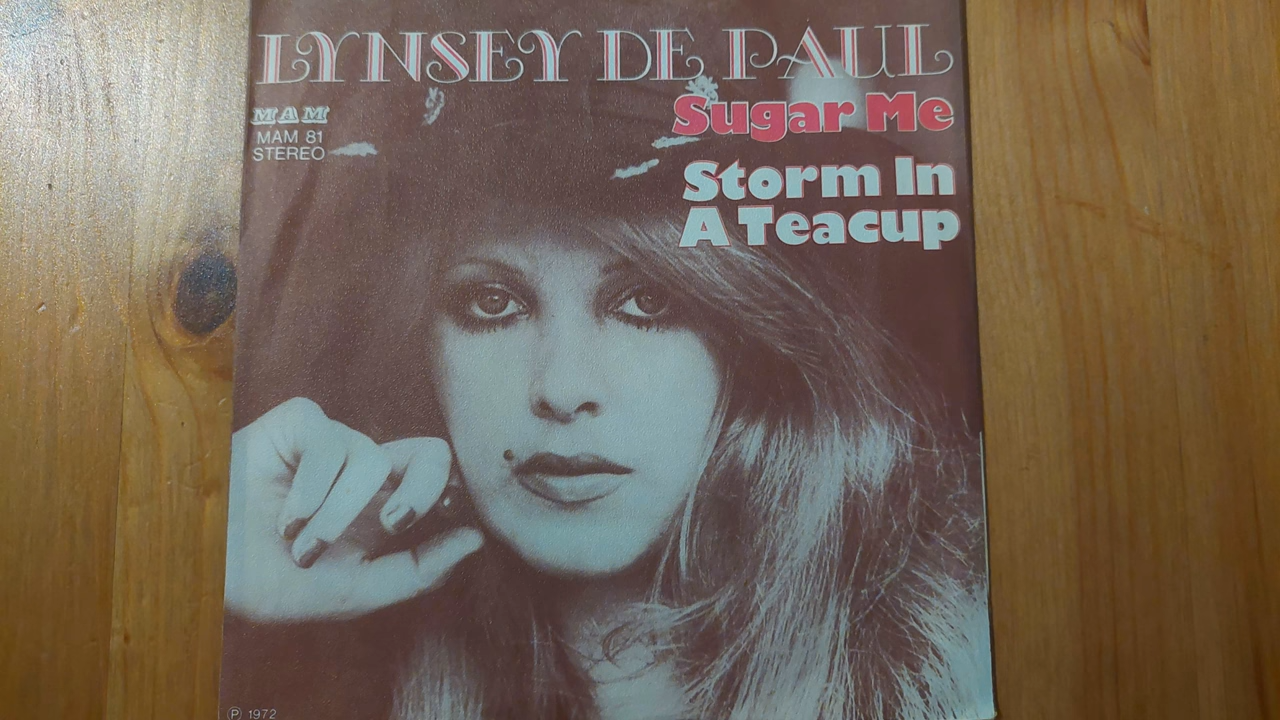 LYNSEY DE PAUL
Sugar Me
MAM
MAM 81
STEREO
Storm In
A Teacup
℗ 1972